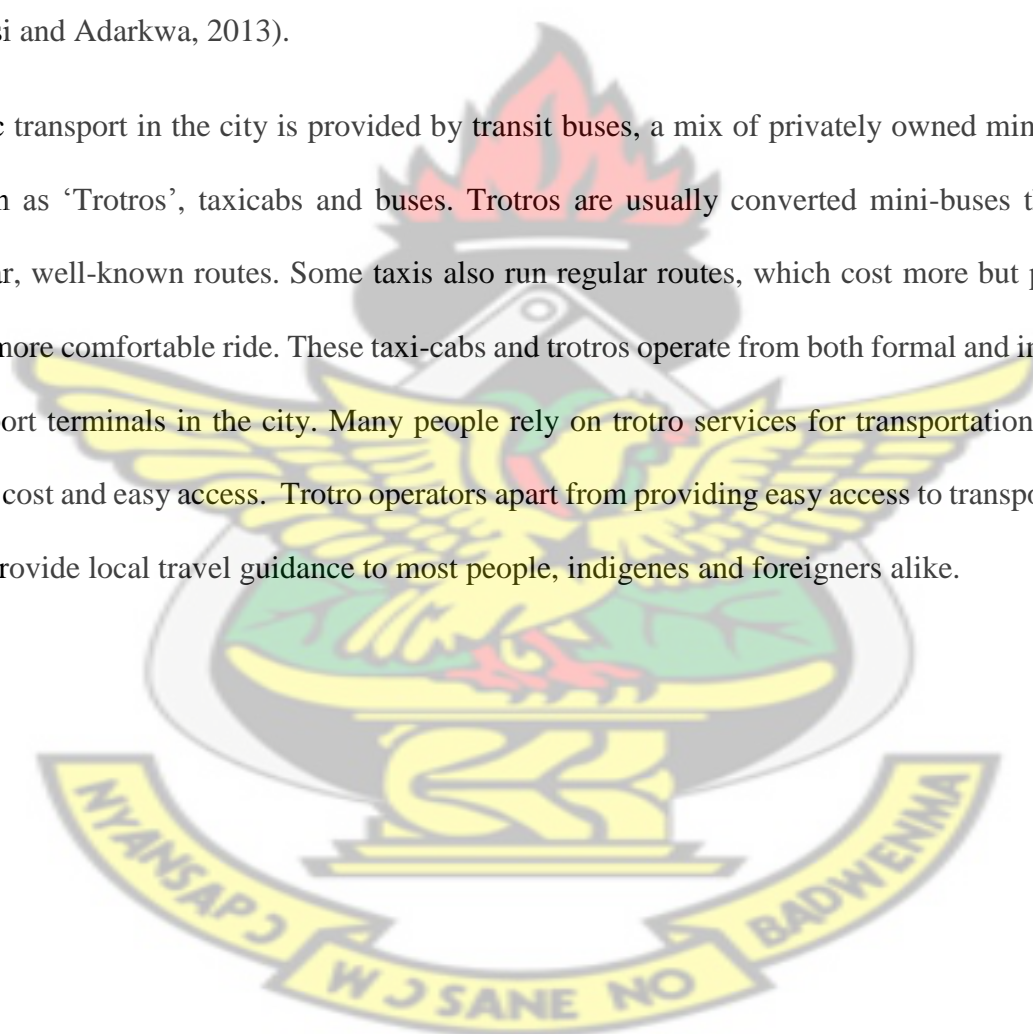 si and Adarkwa, 2013).
c transport in the city is provided by transit buses, a mix of privately owned min
n as ‘Trotros’, taxicabs and buses. Trotros are usually converted mini-buses t
ar, well-known routes. Some taxis also run regular routes, which cost more but p
more comfortable ride. These taxi-cabs and trotros operate from both formal and in
ort terminals in the city. Many people rely on trotro services for transportation
cost and easy access. Trotro operators apart from providing easy access to transpo
rovide local travel guidance to most people, indigenes and foreigners alike.
NYANSAPƆ
WƆSANE NO
BADWENMA